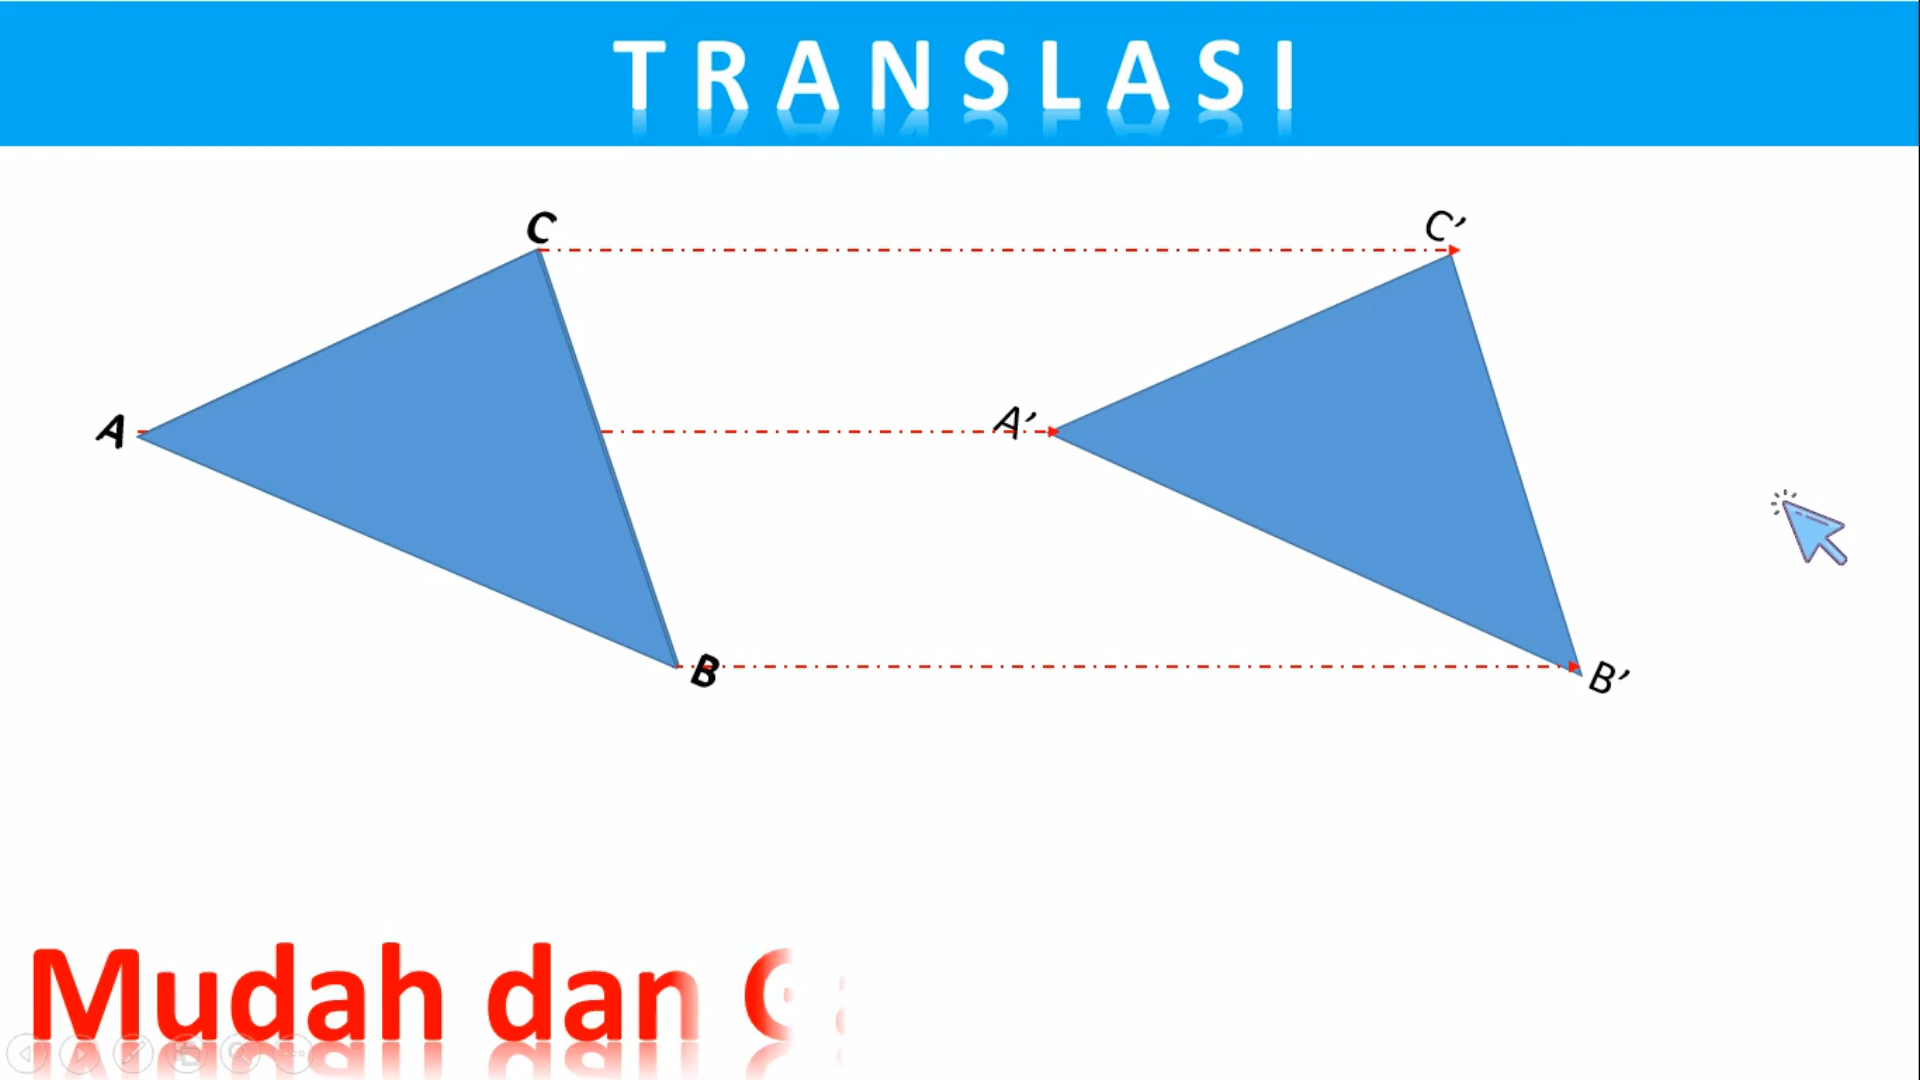 TRANSLASI
C
C'
A
A'
B
B'
Mudah dan